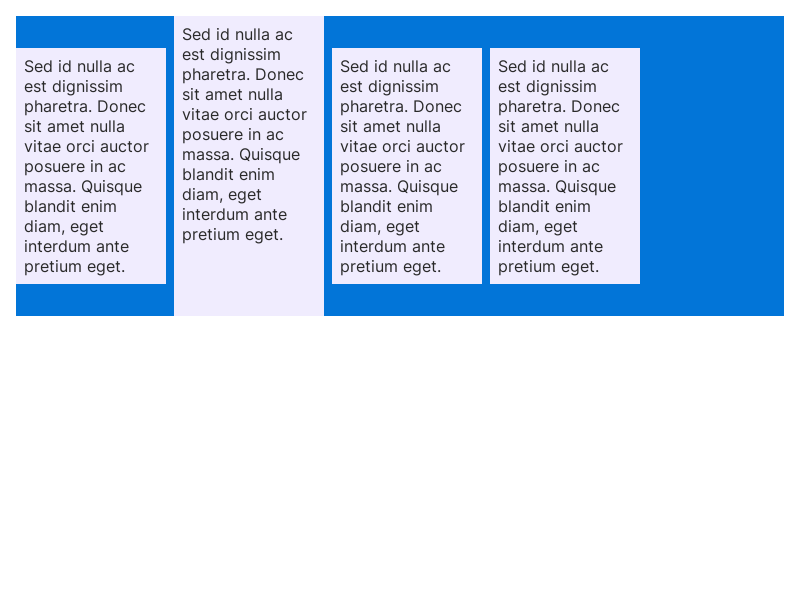 Sed id nulla ac
est dignissim
pharetra. Donec
sit amet nulla
vitae orci auctor
posuere in ac
massa. Quisque
blandit enim
diam, eget
interdum ante
pretium eget.
Sed id nulla ac
est dignissim
pharetra. Donec
sit amet nulla
vitae orci auctor
posuere in ac
massa. Quisque
blandit enim
diam, eget
interdum ante
pretium eget.
Sed id nulla ac
est dignissim
pharetra. Donec
sit amet nulla
vitae orci auctor
posuere in ac
massa. Quisque
blandit enim
diam, eget
interdum ante
pretium eget.
Sed id nulla ac
est dignissim
pharetra. Donec
sit amet nulla
vitae orci auctor
posuere in ac
massa. Quisque
blandit enim
diam, eget
interdum ante
pretium eget.